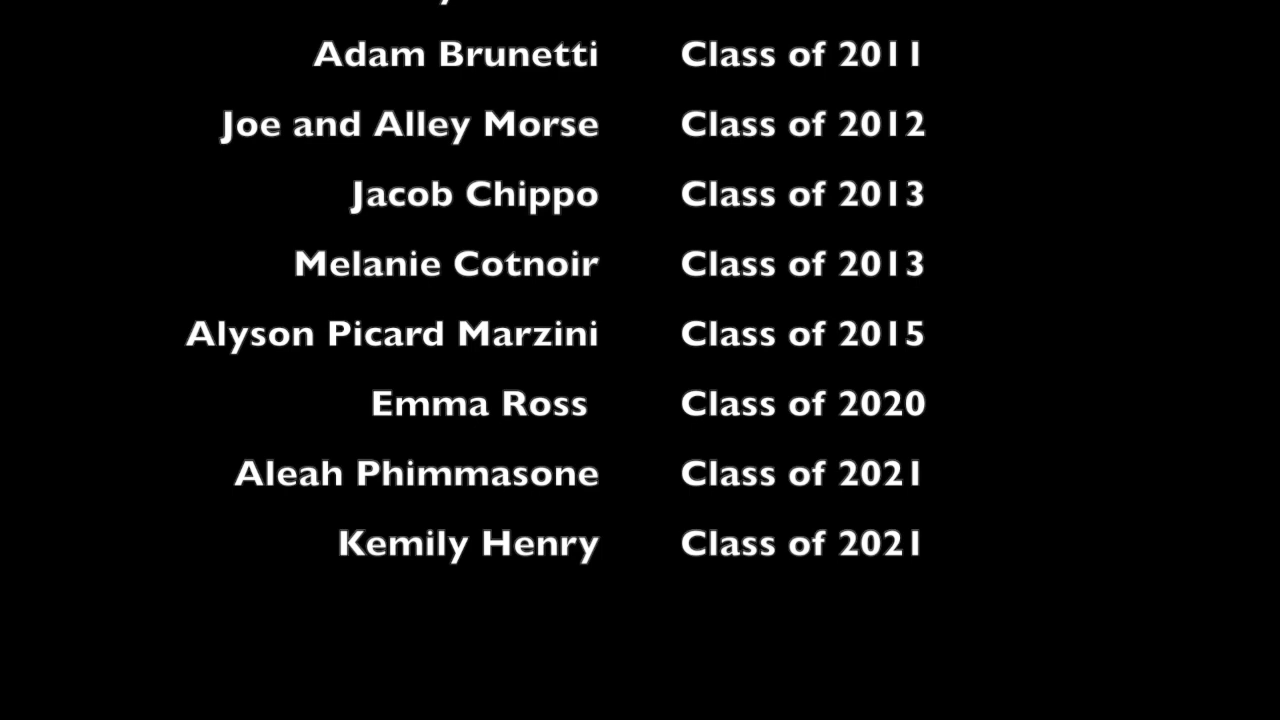 Adam Brunetti Class of 2011
Joe and Alley Morse Class of 2012
Jacob Chippo Class of 2013
Melanie Cotnoir Class of 2013
Alyson Picard Marzini Class of 2015
Emma Ross Class of 2020
Aleah Phimmasone Class of 2021
Kemily Henry Class of 2021